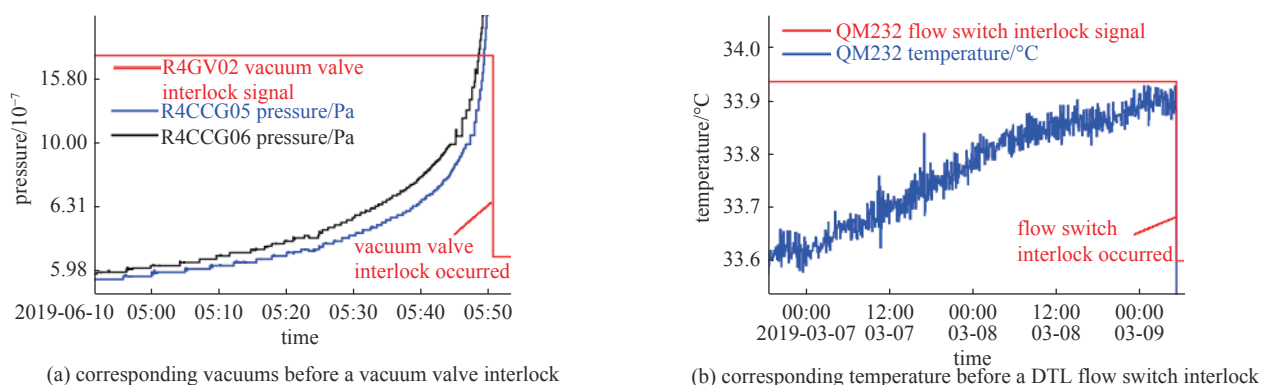 15.80
10.00
6.31
5.98
pressure/10⁻⁷
R4GV02 vacuum valve
interlock signal
R4CCG05 pressure/Pa
R4CCG06 pressure/Pa
vacuum valve
interlock occurred
2019-06-10 05:00 05:10 05:20 05:30 05:40 05:50
time
(a) corresponding vacuums before a vacuum valve interlock
34.0
33.9
33.8
33.7
33.6
temperature/°C
QM232 flow switch interlock signal
QM232 temperature/°C
flow switch
interlock occurred
00:00 12:00 00:00 12:00 00:00
2019-03-07 03-07 03-08 03-08 03-09
time
(b) corresponding temperature before a DTL flow switch interlock